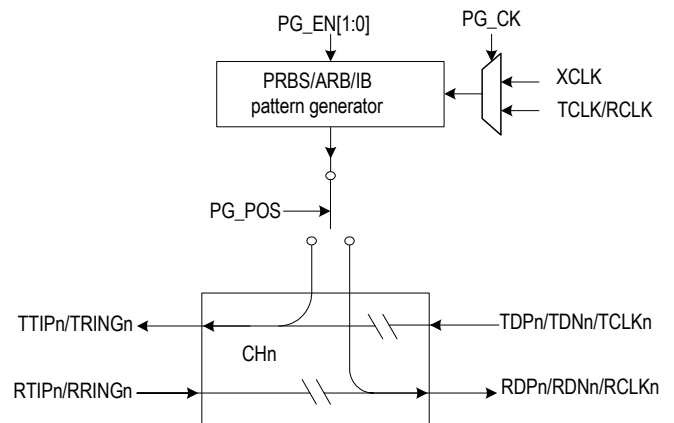 PG_EN[1:0]
PG_CK
PRBS/ARB/IB
pattern generator
XCLK
TCLK/RCLK
PG_POS
TTIPn/TRINGn
TDPn/TDNn/TCLKn
CHn
RTIPn/RRINGn
RDPn/RDNn/RCLKn